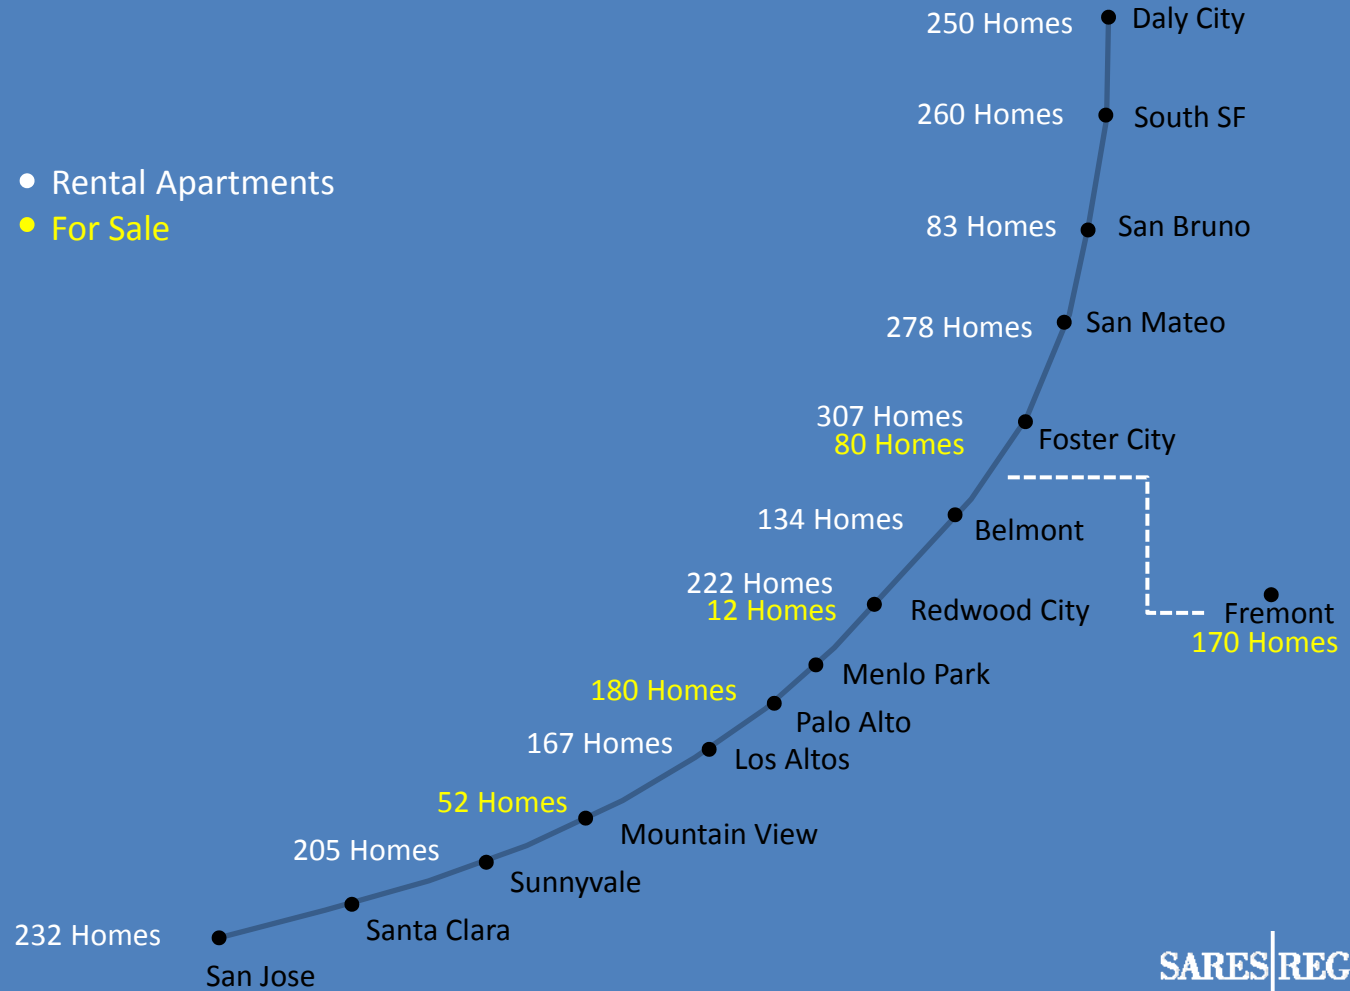 250 Homes
Daly City
260 Homes
South SF
Rental Apartments
For Sale
83 Homes
San Bruno
278 Homes
San Mateo
307 Homes
80 Homes
Foster City
134 Homes
Belmont
222 Homes
12 Homes
Redwood City
Fremont
170 Homes
Menlo Park
180 Homes
Palo Alto
167 Homes
Los Altos
52 Homes
Mountain View
205 Homes
Sunnyvale
Santa Clara
232 Homes
San Jose
SARES REG